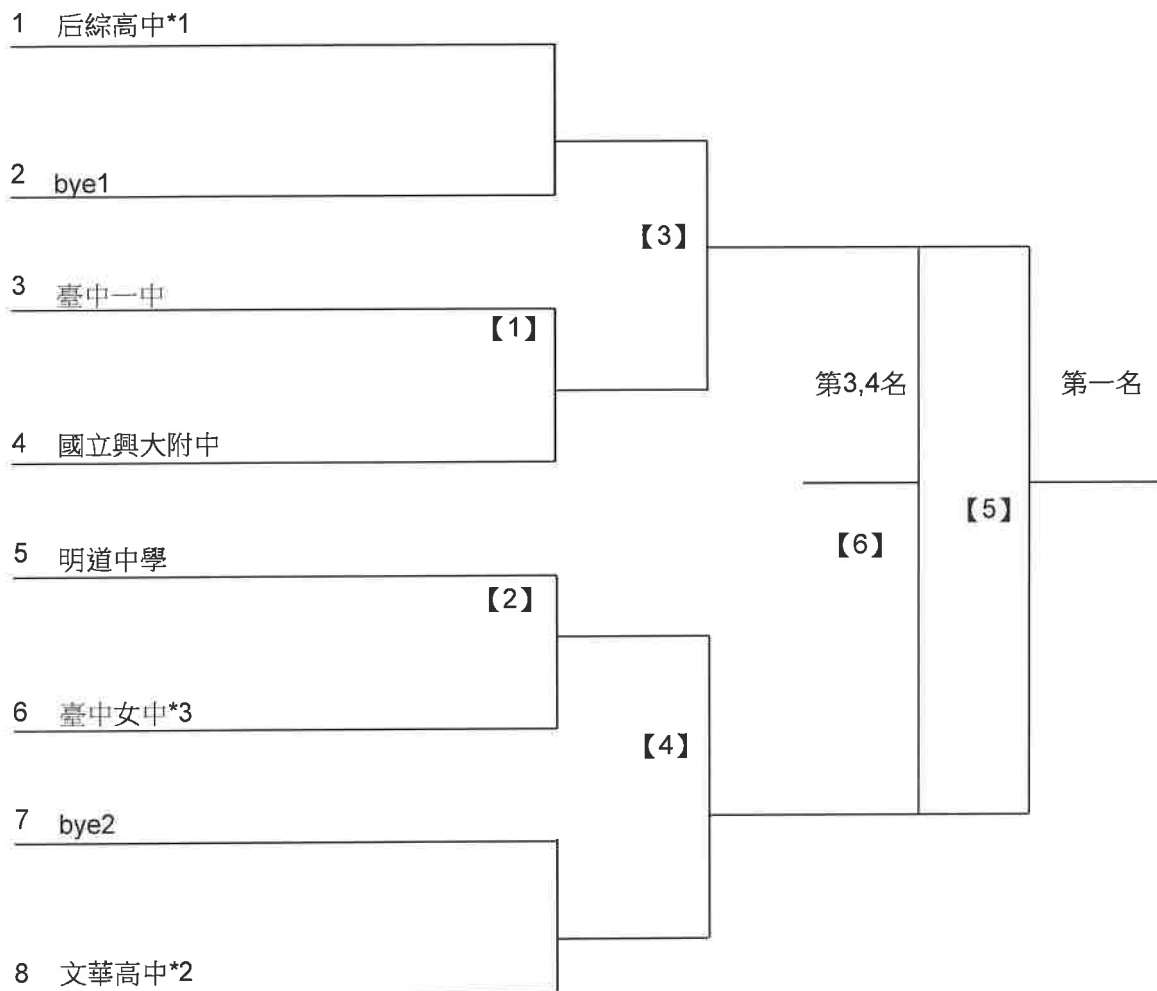 1 后綜高中*1
2 bye1
【3】
3 臺中一中
【1】
第3,4名
第一名
4 國立興大附中
【5】
【6】
5 明道中學
【2】
6 臺中女中*3
【4】
7 bye2
8 文華高中*2